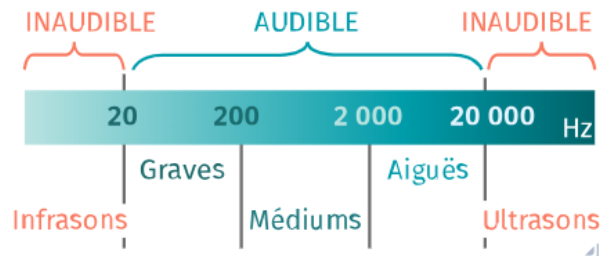 INAUDIBLE AUDIBLE INAUDIBLE
20 200 2 000 20 000 Hz
Graves Aiguës
Infrasons Médiums Ultrasons